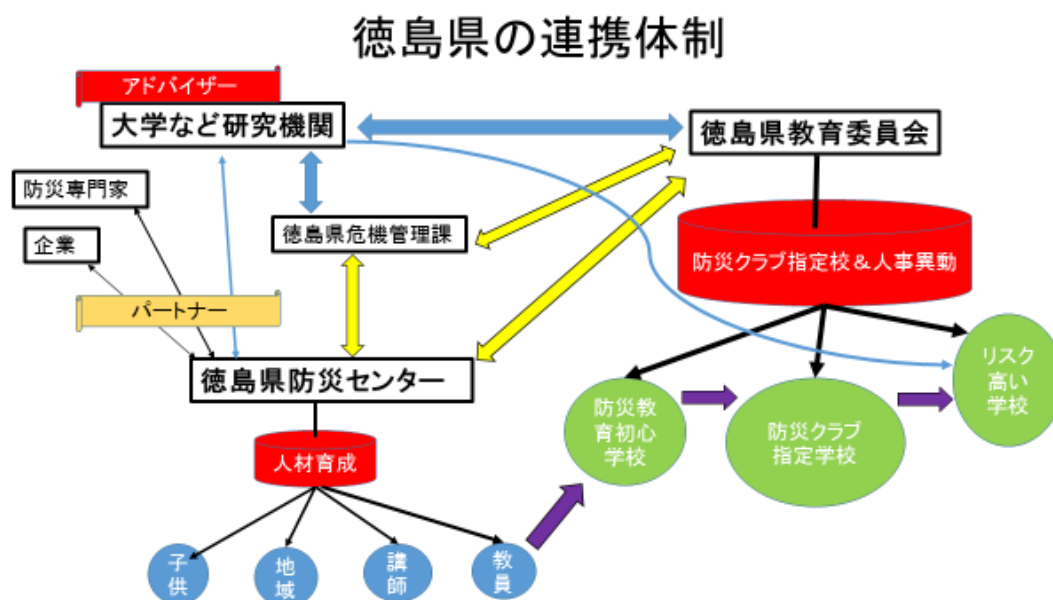 徳島県の連携体制
アドバイザー
大学など研究機関
徳島県教育委員会
防災専門家
企業
徳島県危機管理課
防災クラブ指定校&人事異動
パートナー
徳島県防災センター
リスク
高い
学校
防災教
育初心
学校
防災クラブ
指定学校
人材育成
子
供
地
域
講
師
教
員